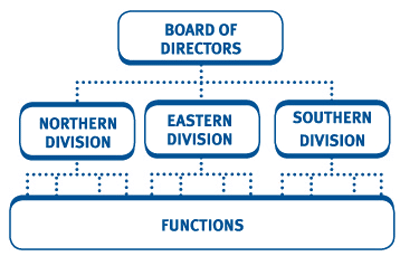 BOARD OF
DIRECTORS
NORTHERN
DIVISION
EASTERN
DIVISION
SOUTHERN
DIVISION
FUNCTIONS